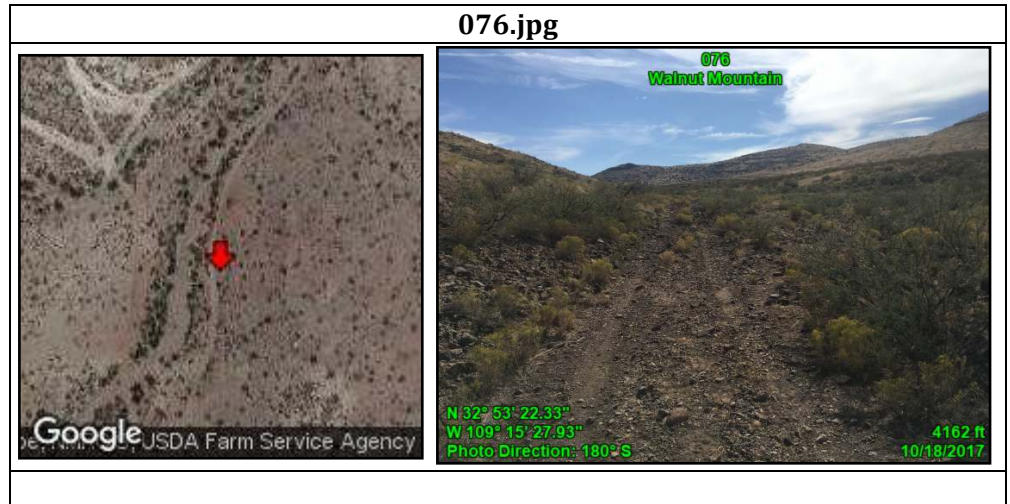 076.jpg
076
Walnut Mountain
Google
USDA Farm Service Agency
N 32° 53' 22.33"
W 109° 15' 27.93"
Photo Direction: 180° S
4162 ft
10/18/2017